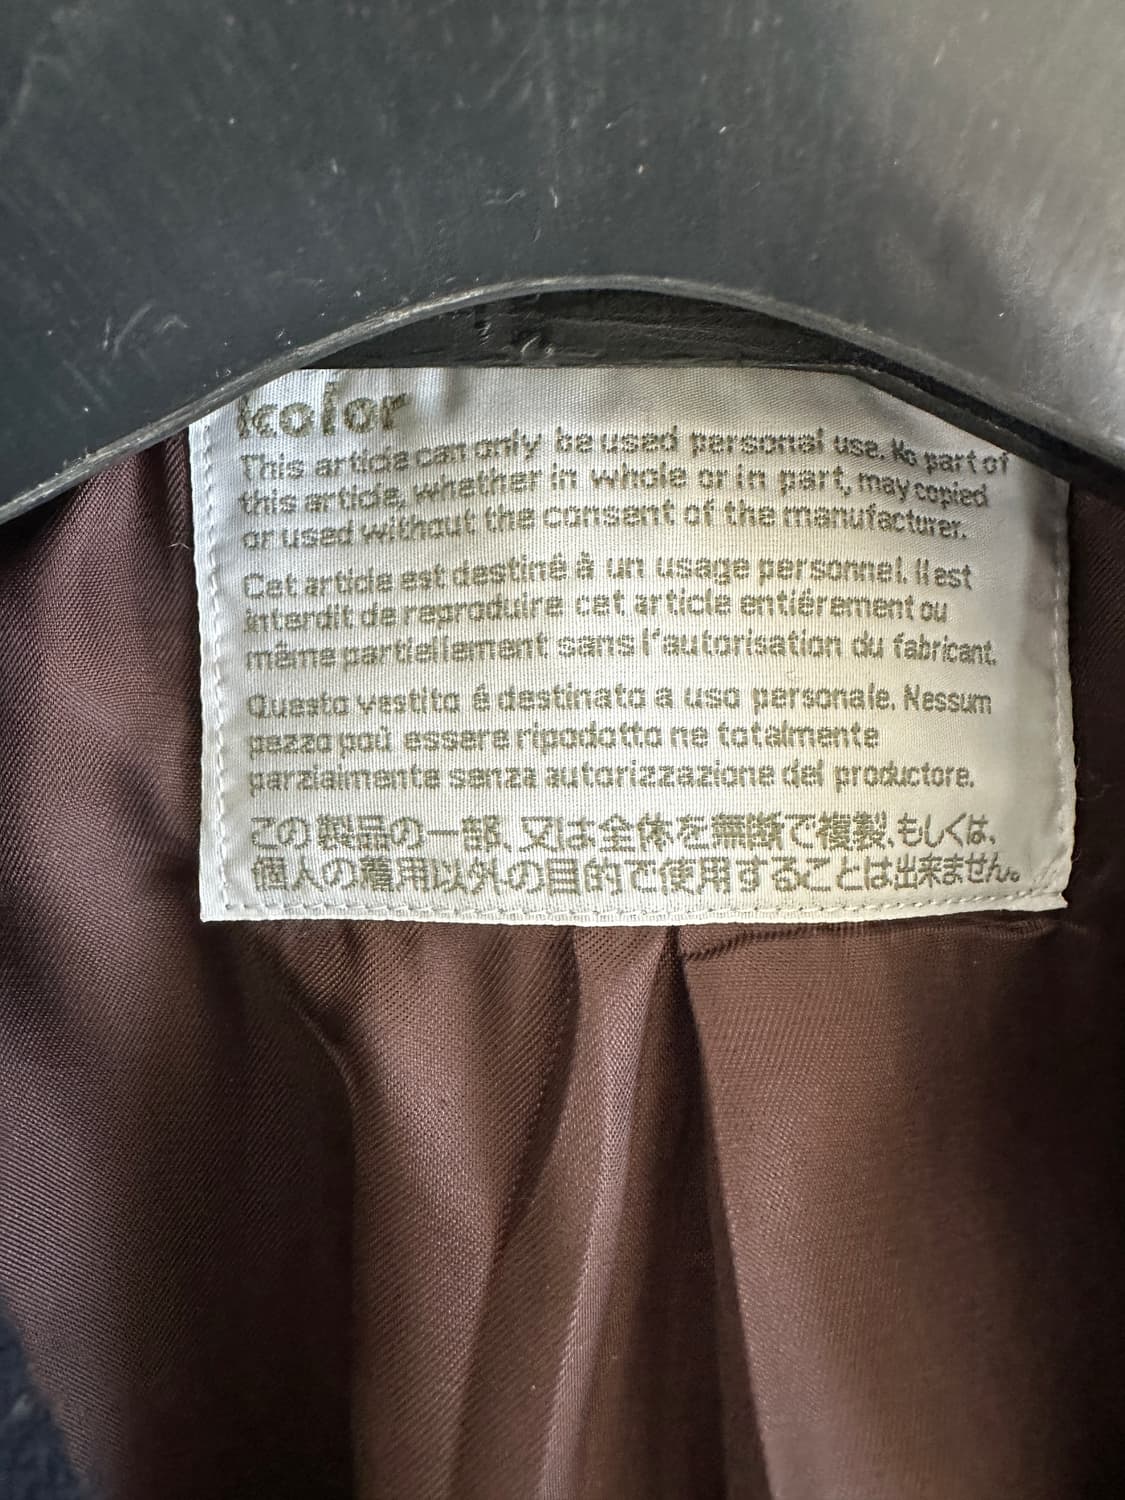 kolor
This article can only be used personal use. No part of
this article, whether in whole or in part, may copied
or used without the consent of the manufacturer.
Cet article est destiné à un usage personnel. Il est
interdit de reproduire cet article entiérement ou
même partiellement sans l'autorisation du fabricant.
Questo vestito é destinato a uso personale. Nessum
pezzo poù essere ripodotto ne totalmente
parzialmente senza autorizzazione del productore.
この製品の一部、又は全体を無断で複製、もしくは、
個人の着用以外の目的で使用することは出来ません。